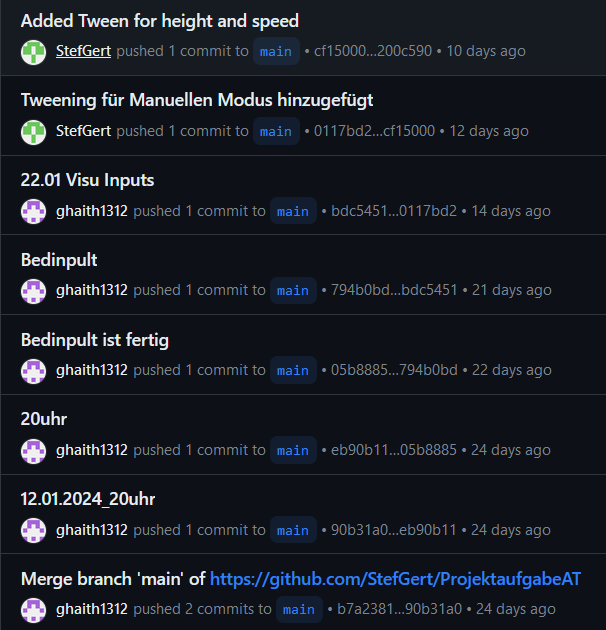 Added Tween for height and speed
StefGert pushed 1 commit to main • cf15000...200c590 • 10 days ago
Tweening für Manuellen Modus hinzugefügt
StefGert pushed 1 commit to main • 0117bd2...cf15000 • 12 days ago
22.01 Visu Inputs
ghaith1312 pushed 1 commit to main • bdc5451...0117bd2 • 14 days ago
Bedinpult
ghaith1312 pushed 1 commit to main • 794b0bd...bdc5451 • 21 days ago
Bedinpult ist fertig
ghaith1312 pushed 1 commit to main • 05b8885...794b0bd • 22 days ago
20uhr
ghaith1312 pushed 1 commit to main • eb90b11...05b8885 • 24 days ago
12.01.2024_20uhr
ghaith1312 pushed 1 commit to main • 90b31a0...eb90b11 • 24 days ago
Merge branch 'main' of https://github.com/StefGert/ProjektaufgabeAT
ghaith1312 pushed 2 commits to main • b7a2381...90b31a0 • 24 days ago